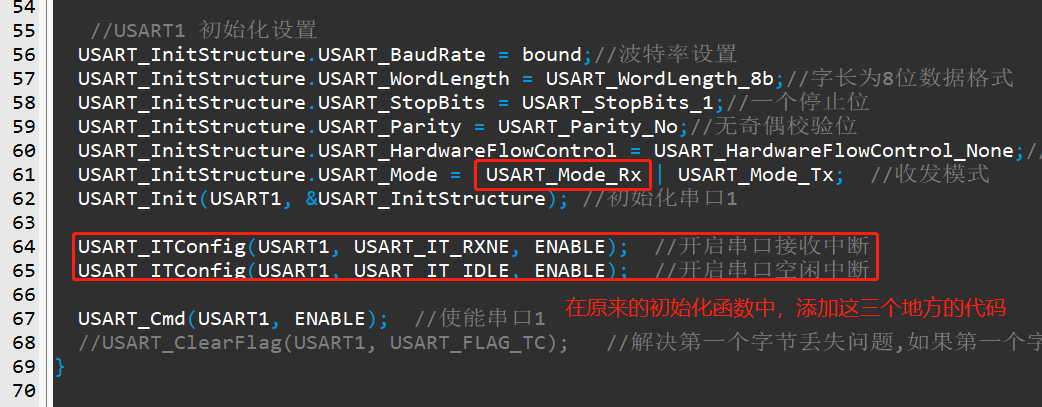 54
55 //USART1 初始化设置
56 USART_InitStructure.USART_BaudRate = bound;//波特率设置
57 USART_InitStructure.USART_WordLength = USART_WordLength_8b;//字长为8位数据格式
58 USART_InitStructure.USART_StopBits = USART_StopBits_1;//一个停止位
59 USART_InitStructure.USART_Parity = USART_Parity_No;//无奇偶校验位
60 USART_InitStructure.USART_HardwareFlowControl = USART_HardwareFlowControl_None;//
61 USART_InitStructure.USART_Mode = USART_Mode_Rx | USART_Mode_Tx; //收发模式
62 USART_Init(USART1, &USART_InitStructure); //初始化串口1
63
64 USART_ITConfig(USART1, USART_IT_RXNE, ENABLE); //开启串口接收中断
65 USART_ITConfig(USART1, USART_IT_IDLE, ENABLE); //开启串口空闲中断
66
67 USART_Cmd(USART1, ENABLE); //使能串口1
在原来的初始化函数中，添加这三个地方的代码
68 //USART_ClearFlag(USART1, USART_FLAG_TC); //解决第一个字节丢失问题,如果第一个字
69 }
70